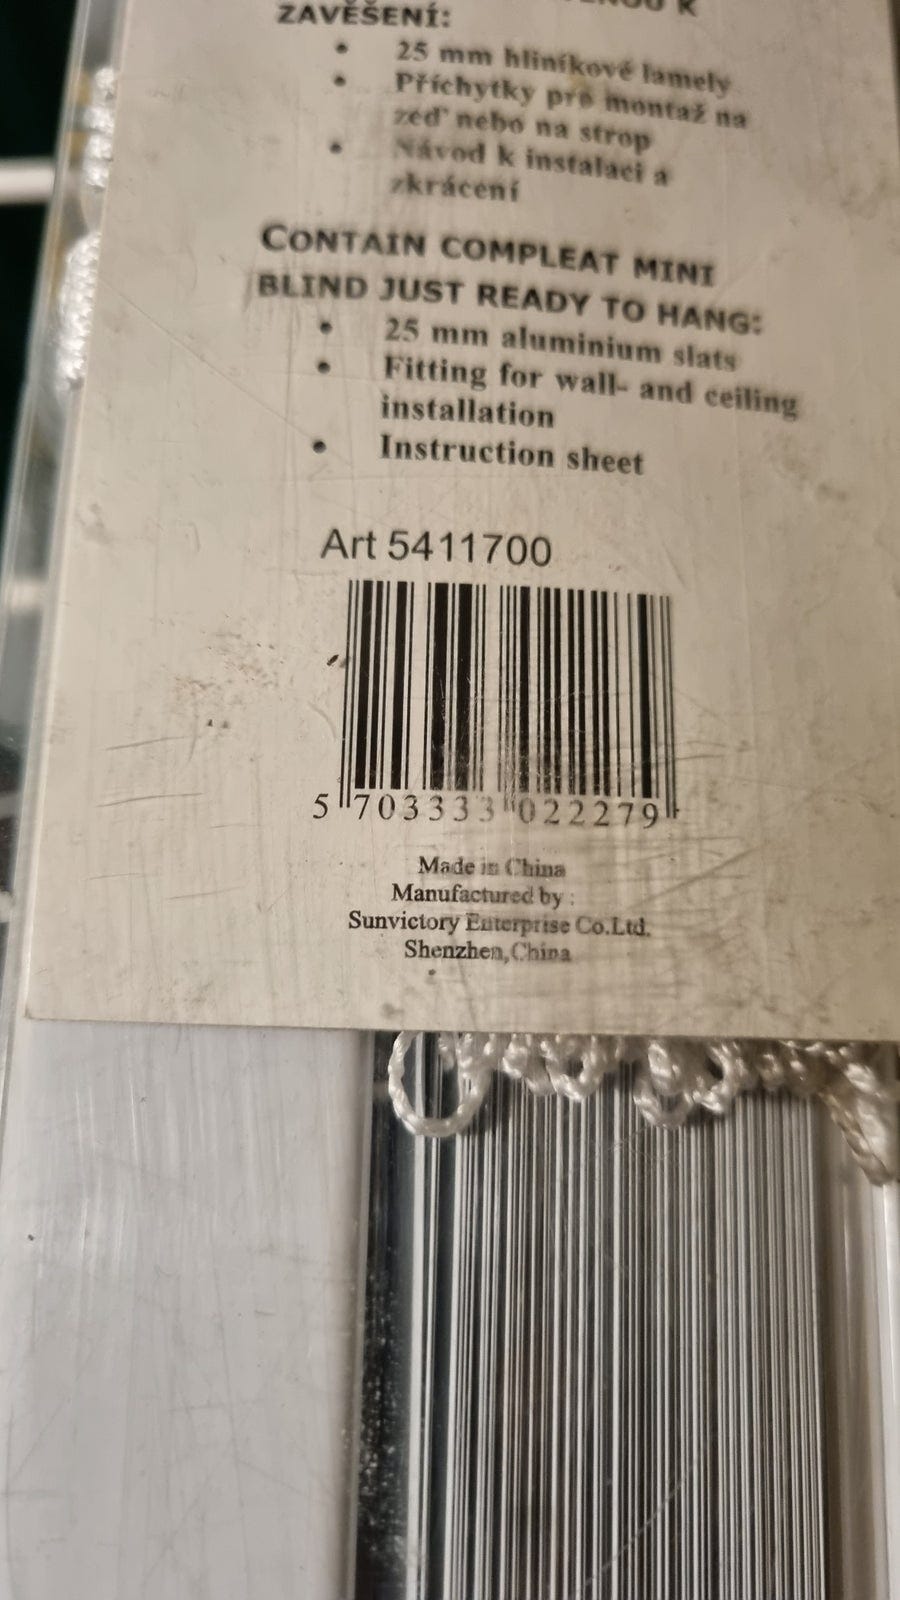 K
ZAVĚŠENÍ:
• 25 mm hliníkové lamely
• Příchytky pro montaž na
zeď nebo na strop
• Návod k instalaci a
zkrácení
CONTAIN COMPLEAT MINI
BLIND JUST READY TO HANG:
• 25 mm aluminium slats
• Fitting for wall- and ceiling
installation
• Instruction sheet
Art 5411700
5 703333 022279
Made in China
Manufactured by :
Sunvictory Enterprise Co.Ltd.
Shenzhen,China